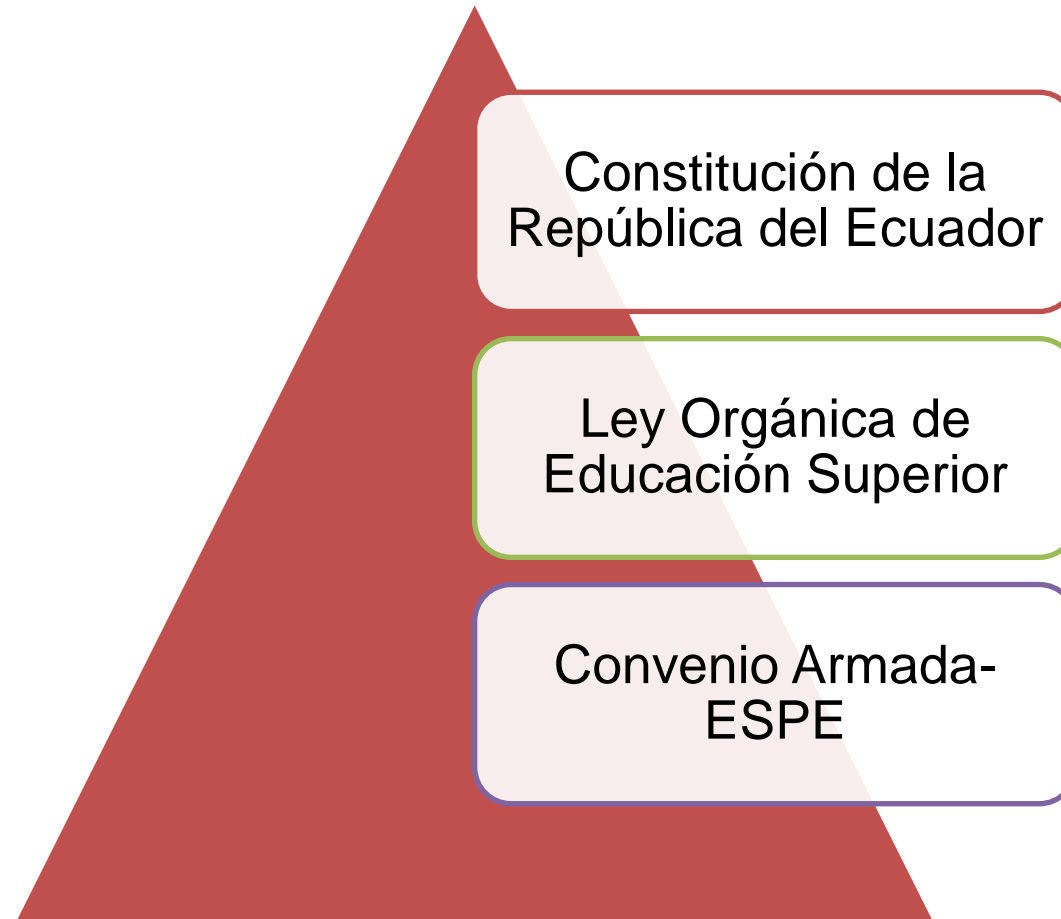 Constitución de la
República del Ecuador
Ley Orgánica de
Educación Superior
Convenio Armada-
ESPE